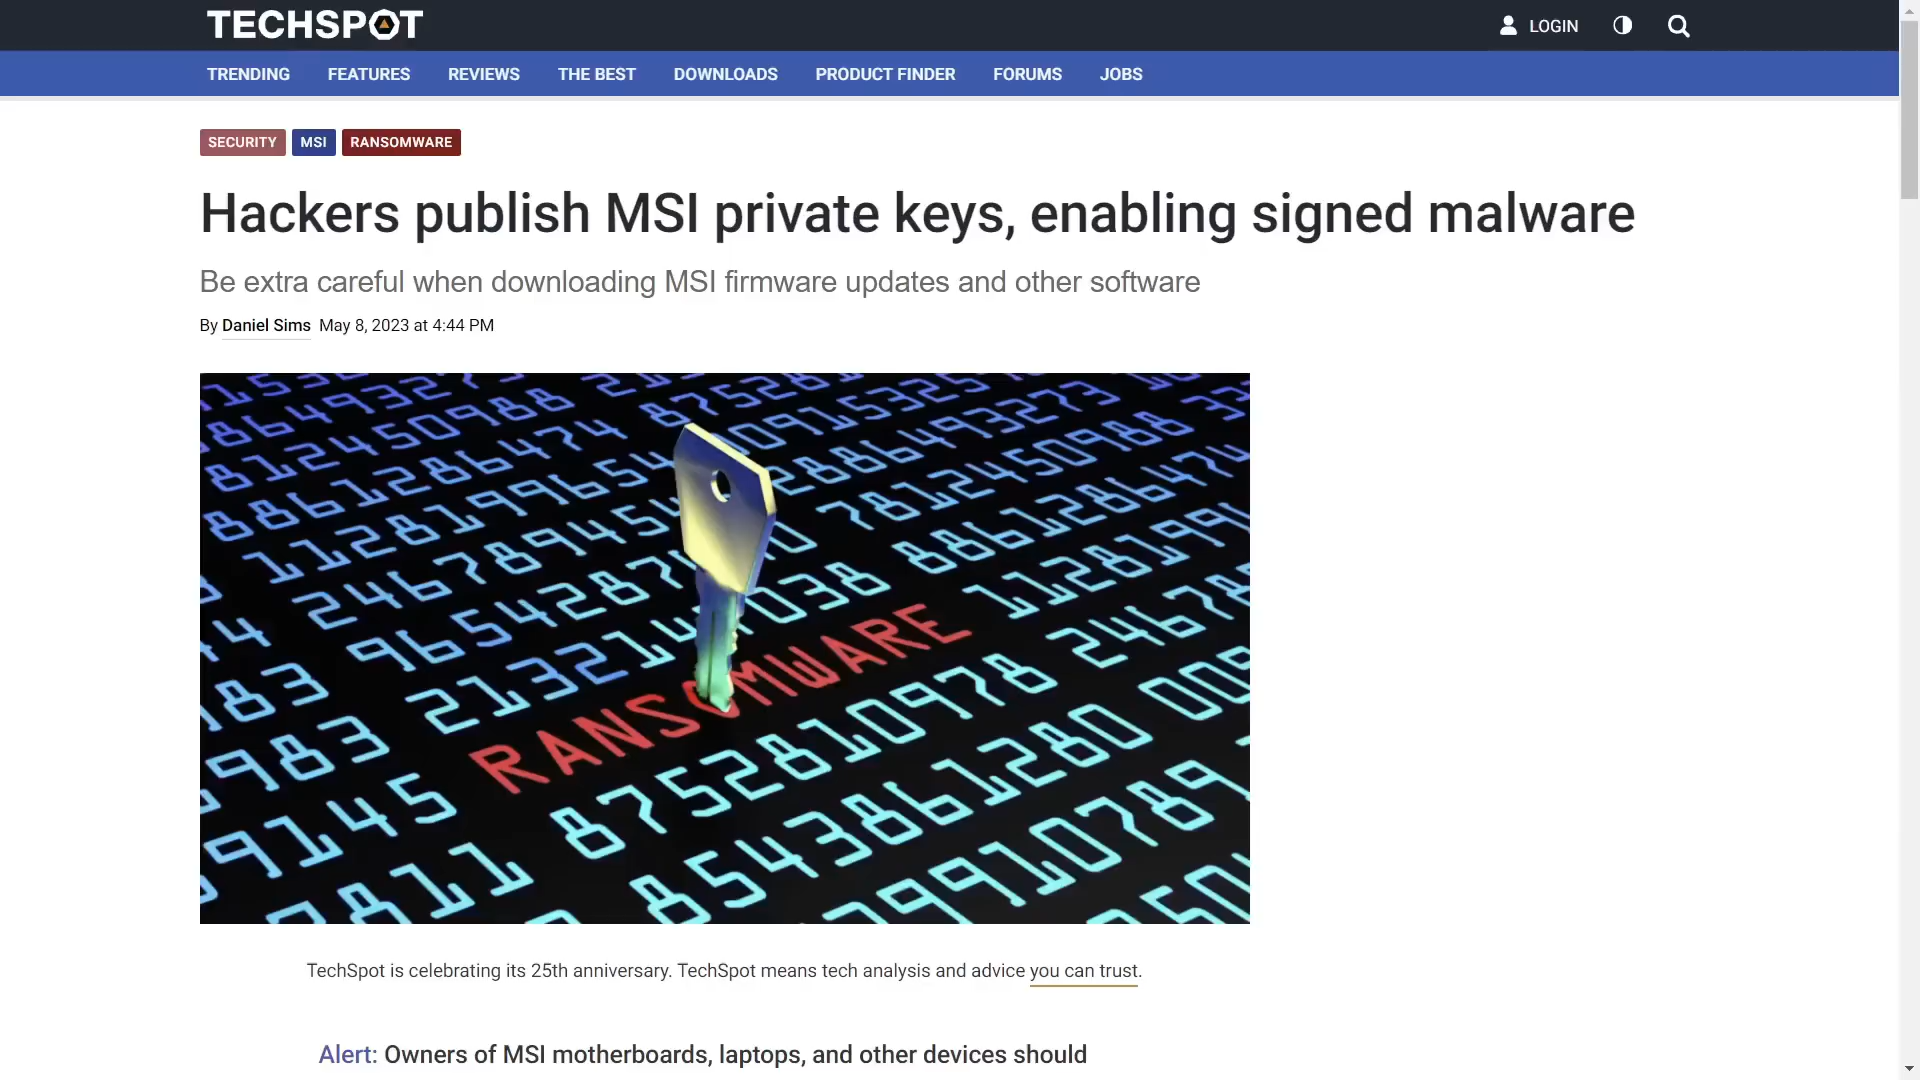 TECHSPOT
LOGIN
TRENDING FEATURES REVIEWS THE BEST DOWNLOADS PRODUCT FINDER FORUMS JOBS
SECURITY MSI RANSOMWARE
Hackers publish MSI private keys, enabling signed malware
Be extra careful when downloading MSI firmware updates and other software
By Daniel Sims May 8, 2023 at 4:44 PM
RANSOMWARE
TechSpot is celebrating its 25th anniversary. TechSpot means tech analysis and advice you can trust.
Alert: Owners of MSI motherboards, laptops, and other devices should